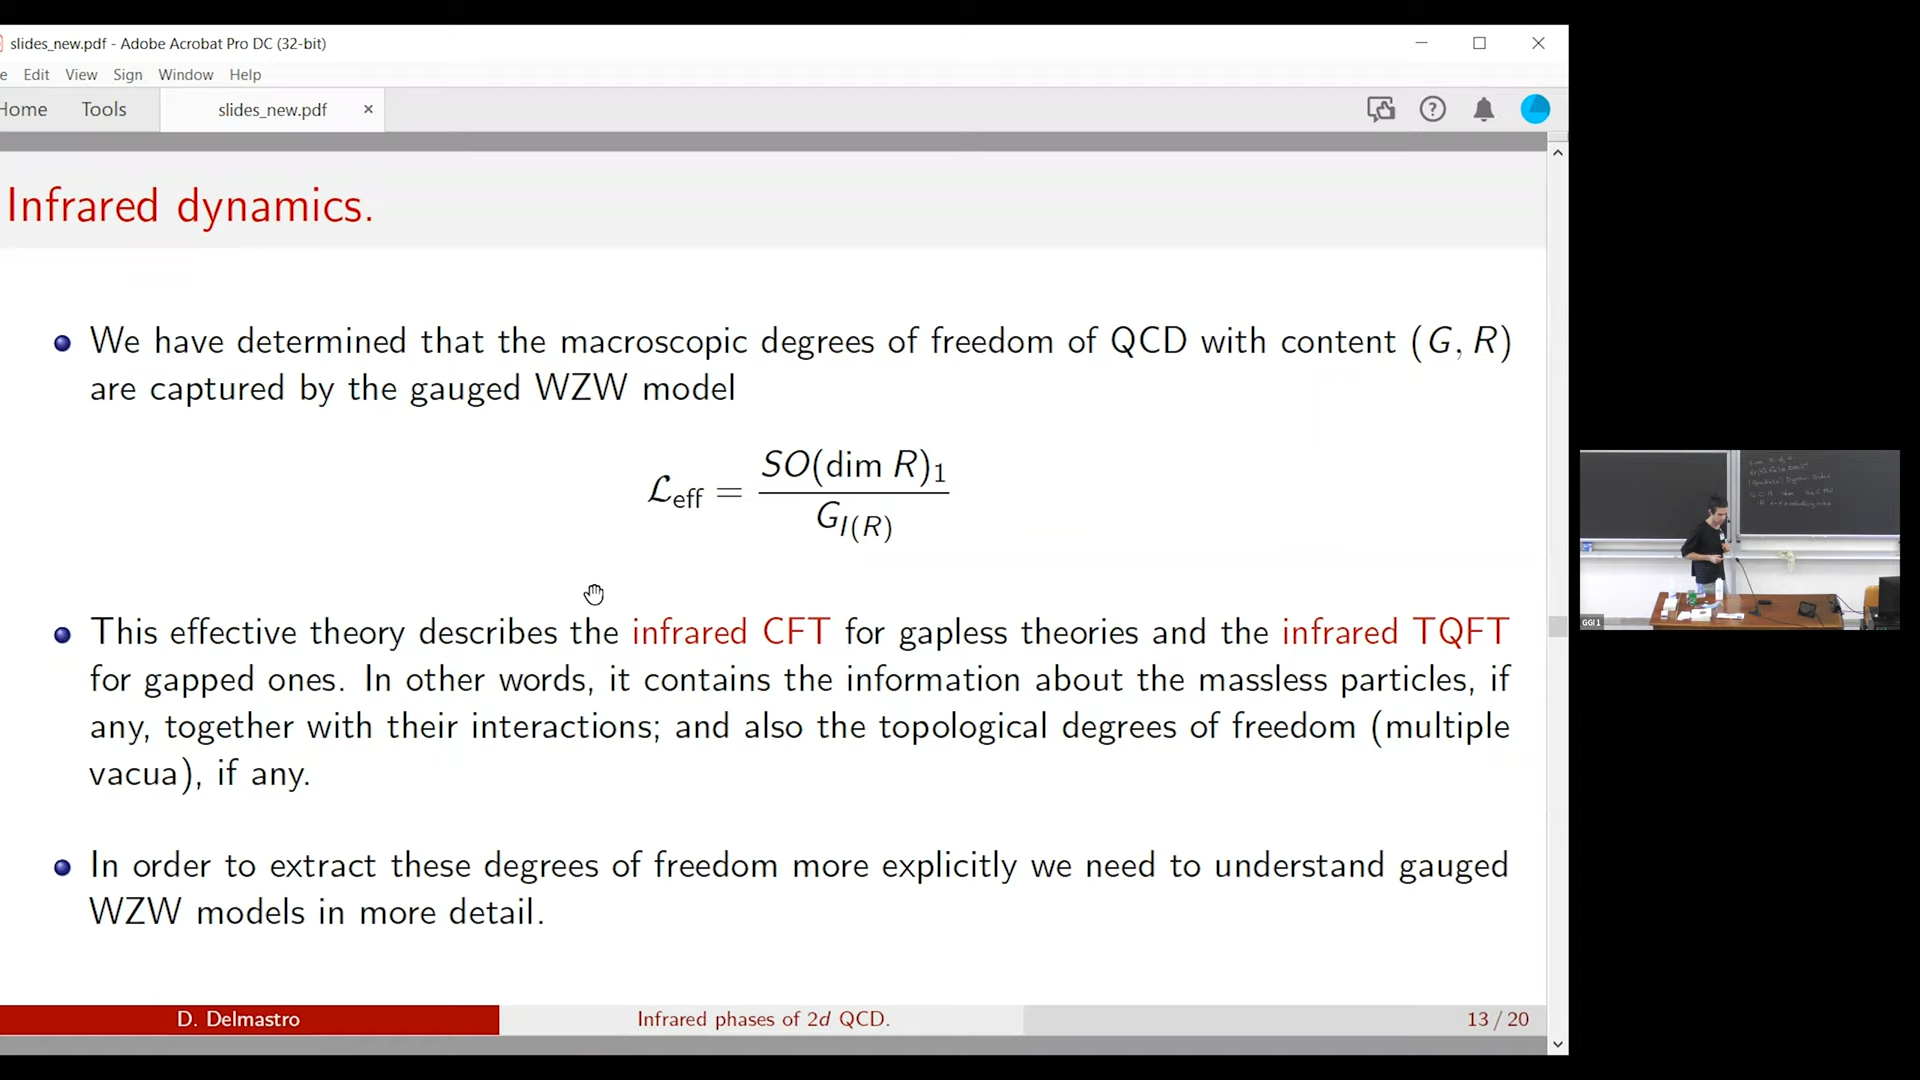 slides_new.pdf - Adobe Acrobat Pro DC (32-bit)
e Edit View Sign Window Help
Home Tools slides_new.pdf ×
Infrared dynamics.
We have determined that the macroscopic degrees of freedom of QCD with content (G, R)
are captured by the gauged WZW model
ℒ_eff = SO(dim R)_1 / G_I(R)
This effective theory describes the infrared CFT for gapless theories and the infrared TQFT
for gapped ones. In other words, it contains the information about the massless particles, if
any, together with their interactions; and also the topological degrees of freedom (multiple
vacua), if any.
In order to extract these degrees of freedom more explicitly we need to understand gauged
WZW models in more detail.
D. Delmastro Infrared phases of 2d QCD. 13 / 20
GGI 1